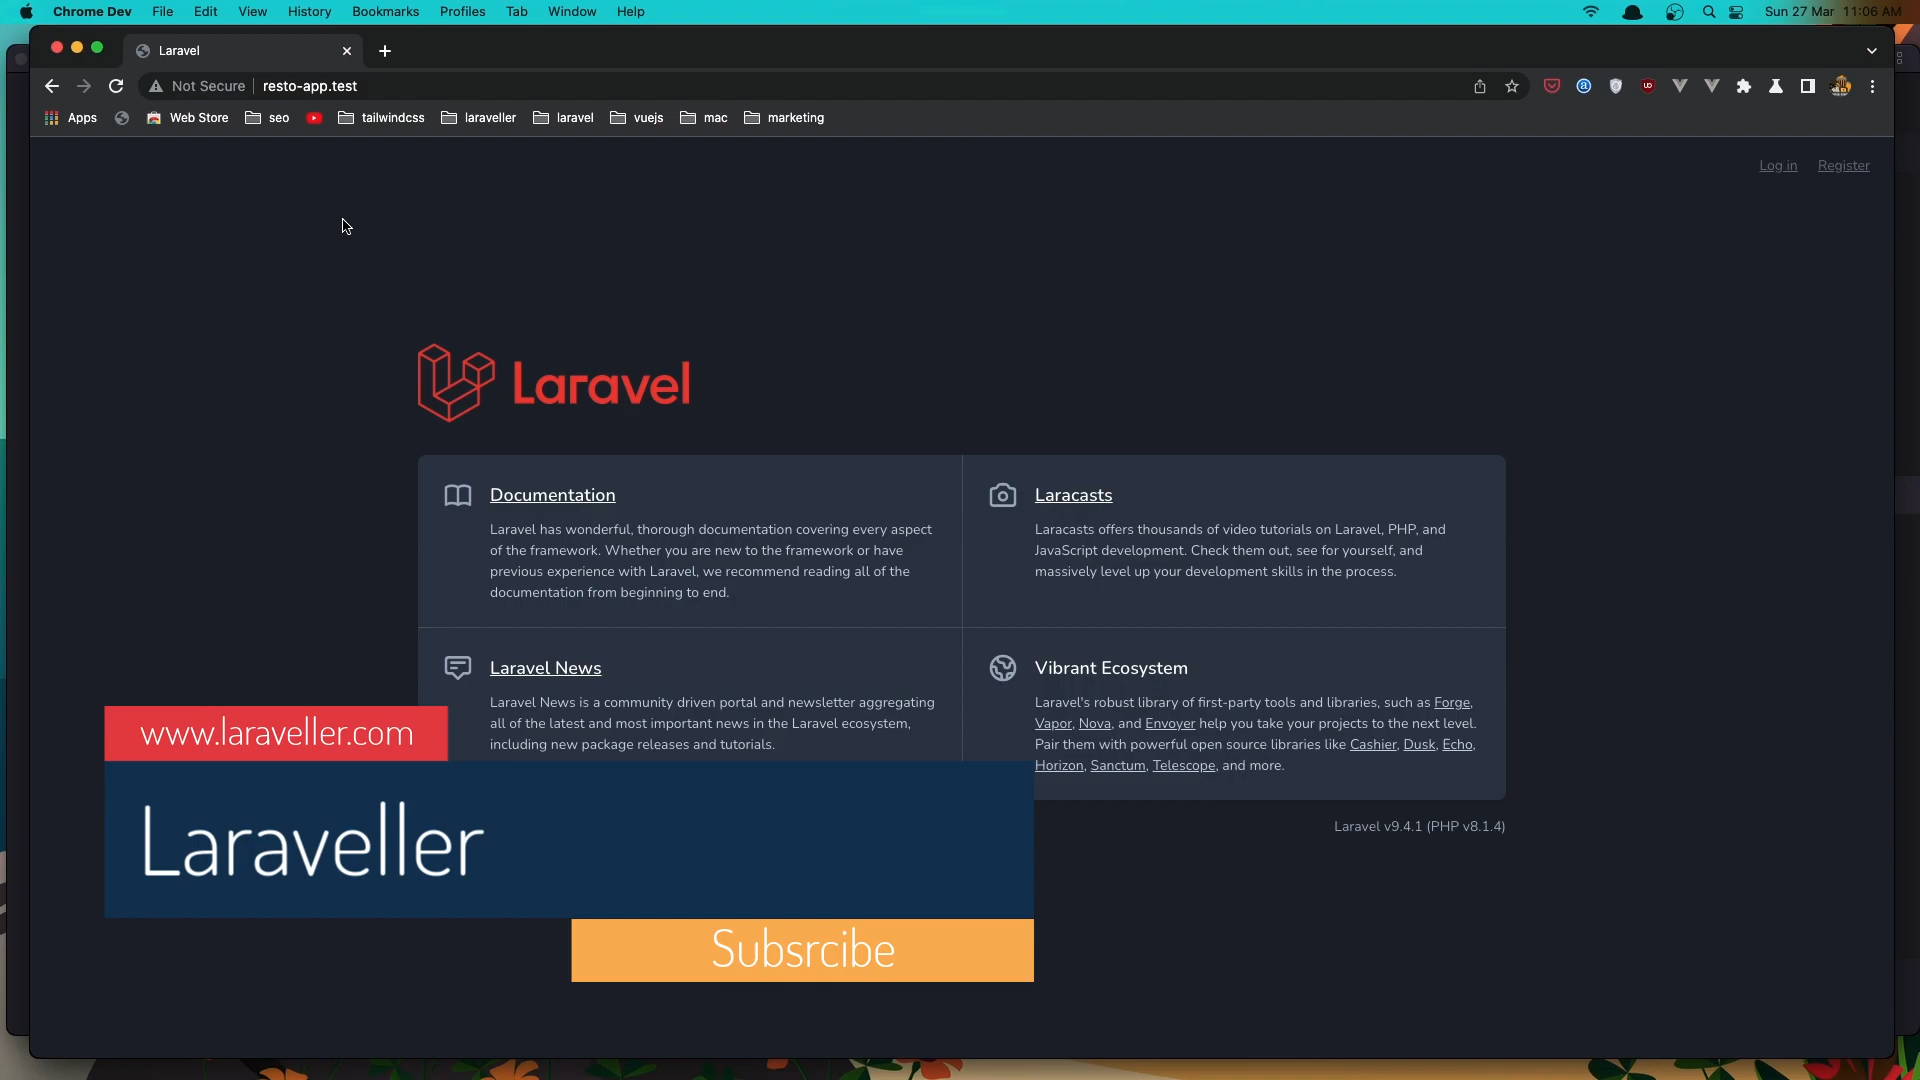 Chrome Dev File Edit View History Bookmarks Profiles Tab Window Help Sun 27 Mar 11:06 AM
Laravel
Not Secure resto-app.test
Apps Web Store seo tailwindcss laraveller laravel vuejs mac marketing
Log in Register
Laravel
Documentation
Laravel has wonderful, thorough documentation covering every aspect
of the framework. Whether you are new to the framework or have
previous experience with Laravel, we recommend reading all of the
documentation from beginning to end.
Laracasts
Laracasts offers thousands of video tutorials on Laravel, PHP, and
JavaScript development. Check them out, see for yourself, and
massively level up your development skills in the process.
Laravel News
Laravel News is a community driven portal and newsletter aggregating
all of the latest and most important news in the Laravel ecosystem,
including new package releases and tutorials.
Vibrant Ecosystem
Laravel's robust library of first-party tools and libraries, such as Forge,
Vapor, Nova, and Envoyer help you take your projects to the next level.
Pair them with powerful open source libraries like Cashier, Dusk, Echo,
Horizon, Sanctum, Telescope, and more.
Laravel v9.4.1 (PHP v8.1.4)
www.laraveller.com
Laraveller
Subsrcibe